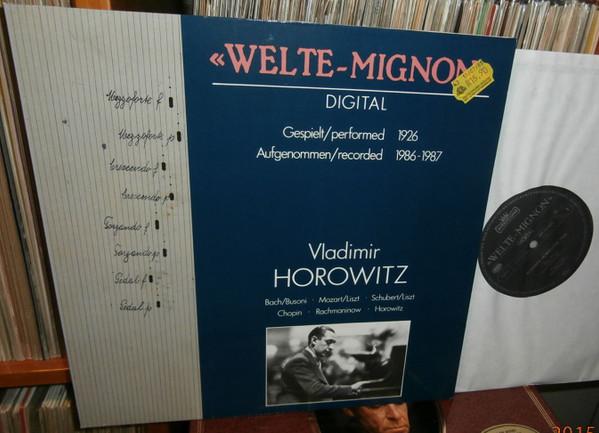 «WELTE-MIGNON
DIGITAL
Gespielt/performed 1926
Aufgenommen/recorded 1986-1987
Vladimir
HOROWITZ
Bach/Busoni · Mozart/Liszt · Schubert/Liszt
Chopin · Rachmaninow · Horowitz
Mezzoforte f
Mezzoforte p
Crescendo f
Crescendo p
Forzando f
Forzando p
Pedal f
Pedal p
«WELTE-MIGNON»
2015